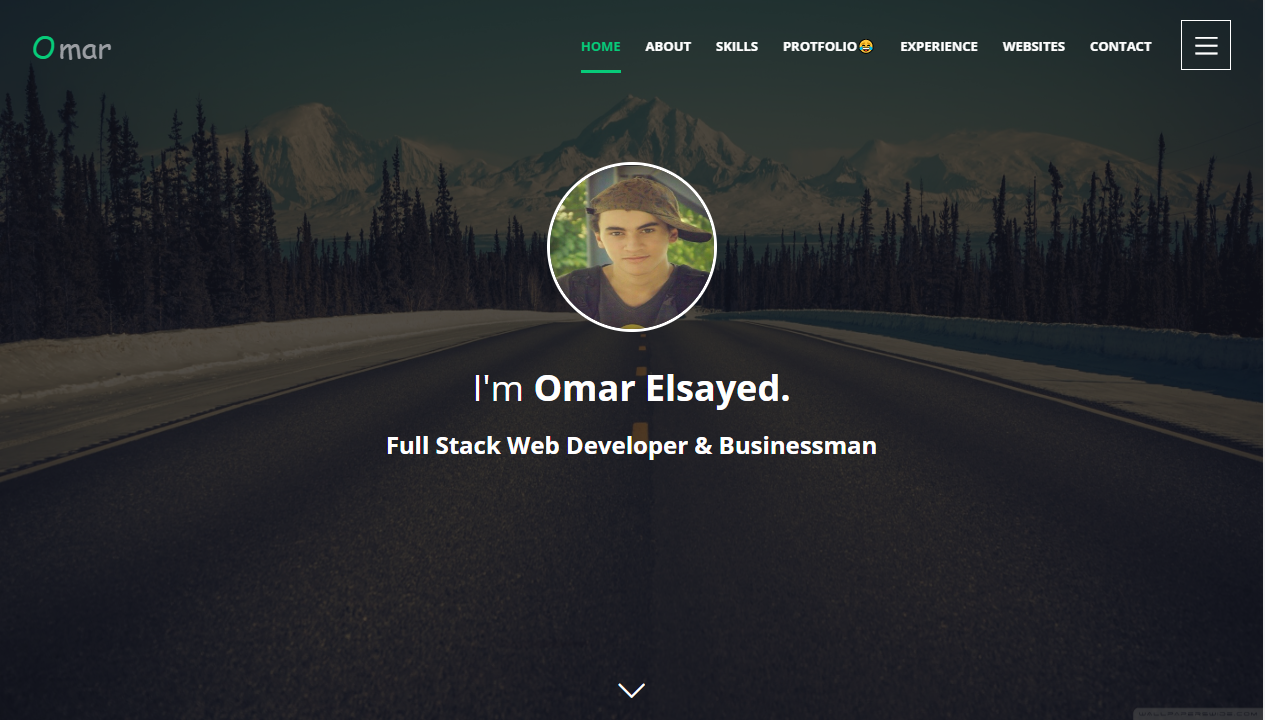 Omar
HOME ABOUT SKILLS PROTFOLIO😂 EXPERIENCE WEBSITES CONTACT
I'm Omar Elsayed.
Full Stack Web Developer & Businessman